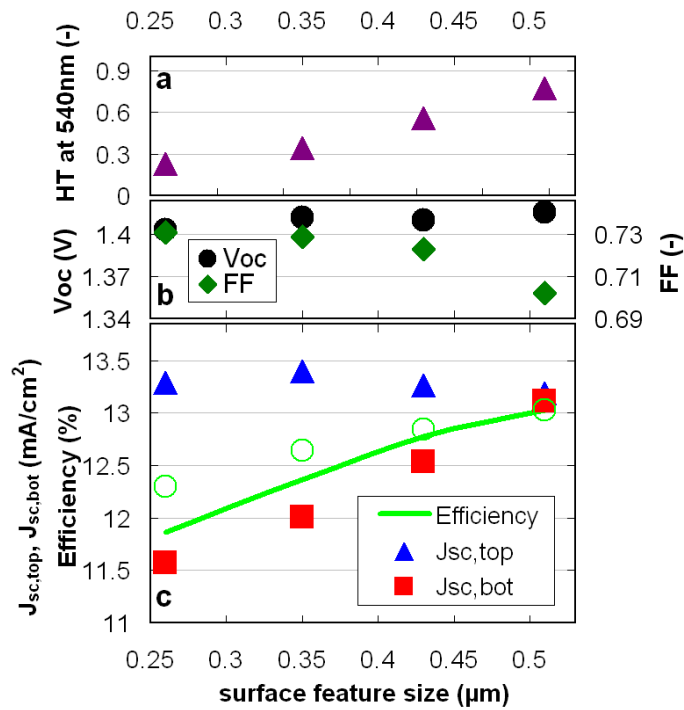 0.25 0.3 0.35 0.4 0.45 0.5
HT at 540nm (-)
0.9
0.6
0.3
0
a
Voc (V)
1.4
1.37
1.34
b
Voc
FF
0.73
0.71
0.69
FF (-)
Jsc,top, Jsc,bot (mA/cm²)
Efficiency (%)
13.5
13
12.5
12
11.5
11
c
Efficiency
Jsc,top
Jsc,bot
0.25 0.3 0.35 0.4 0.45 0.5
surface feature size (µm)